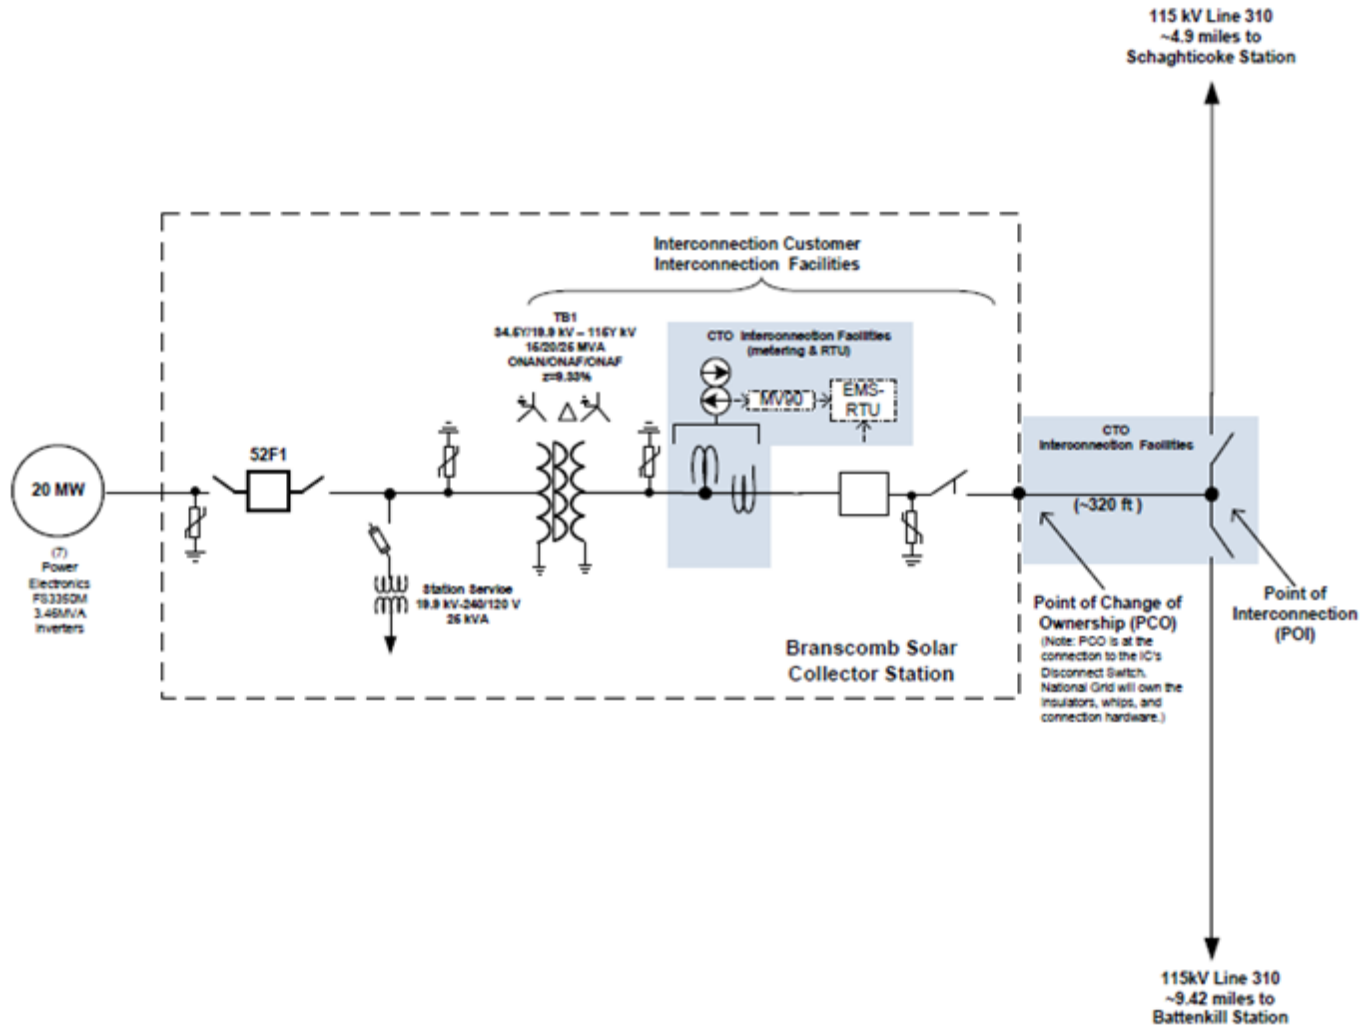 115 kV Line 310
~4.9 miles to
Schaghticoke Station
Interconnection Customer
Interconnection Facilities
TB1
34.5Y/19.9 kV – 115Y kV
15/20/25 MVA
ONAN/ONAF/ONAF
z=9.33%
CTO Interconnection Facilities
(metering & RTU)
MV90
EMS-
RTU
CTO
Interconnection Facilities
52F1
20 MW
(~320 ft )
(7)
Power
Electronics
FS3350M
3.46MVA
Inverters
Station Service
19.9 kV-240/120 V
25 kVA
Branscomb Solar
Collector Station
Point of Change of
Ownership (PCO)
(Note: PCO is at the
connection to the IC's
Disconnect Switch.
National Grid will own the
insulators, whips, and
connection hardware.)
Point of
Interconnection
(POI)
115kV Line 310
~9.42 miles to
Battenkill Station